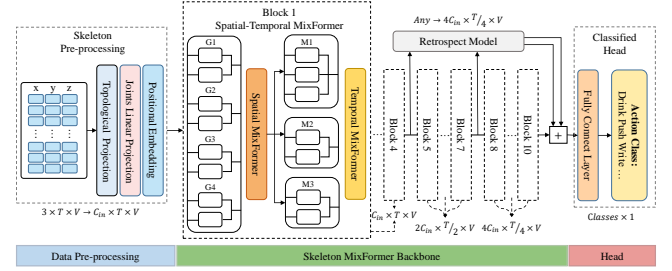 Skeleton
Pre-processing
x y z
Topological Projection
Joints Linear Projection
Positional Embedding
3 × T × V → C_in × T × V
Block 1
Spatial-Temporal MixFormer
G1
G2
G3
G4
Spatial MixFormer
M1
M2
M3
Temporal MixFormer
Any → 4C_in × T/4 × V
Retrospect Model
Block 4
Block 5
Block 7
Block 8
Block 10
C_in × T × V
2C_in × T/2 × V
4C_in × T/4 × V
+
Classified
Head
Fully Connect Layer
Action Class:
Drink Push Write ...
Classes × 1
Data Pre-processing
Skeleton MixFormer Backbone
Head